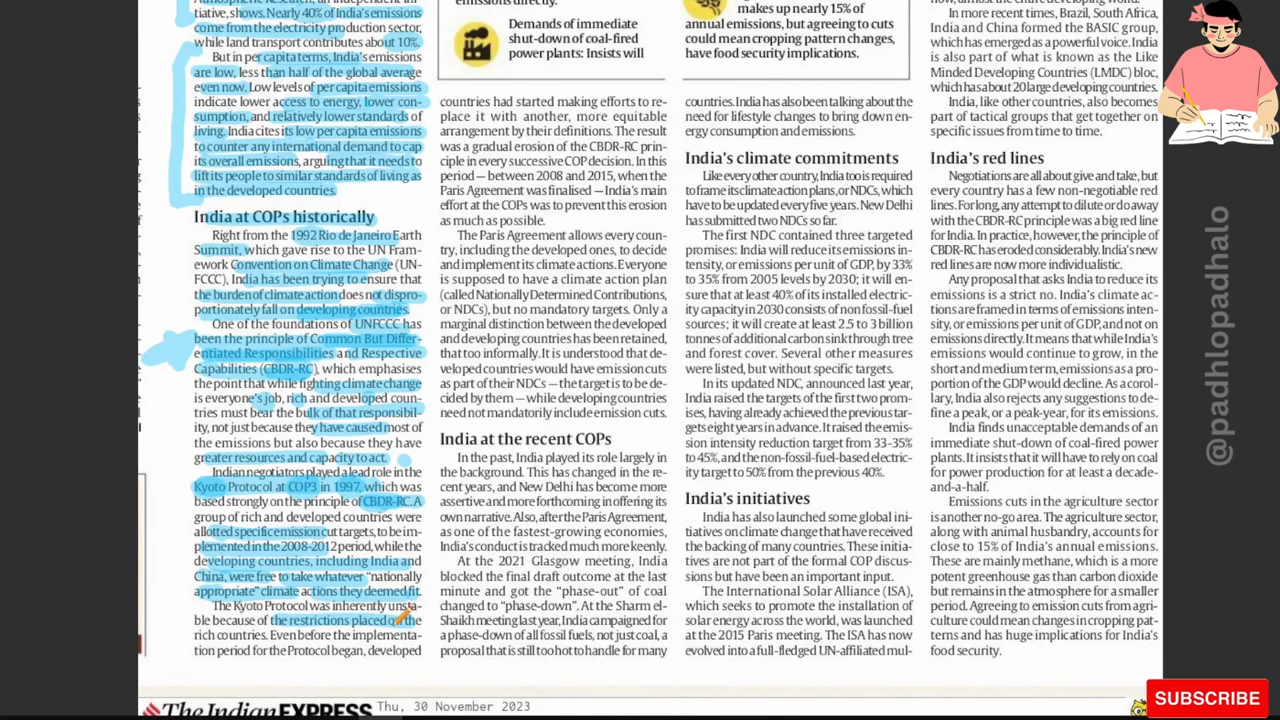 Atmospheric Research, an independent ini-
tiative, shows. Nearly 40% of India's emissions
come from the electricity production sector,
while land transport contributes about 10%.
But in per capita terms, India's emissions
are low, less than half of the global average
even now. Low levels of per capita emissions
indicate lower access to energy, lower con-
sumption, and relatively lower standards of
living. India cites its low per capita emissions
to counter any international demand to cap
its overall emissions, arguing that it needs to
lift its people to similar standards of living as
in the developed countries.
India at COPs historically
Right from the 1992 Rio de Janeiro Earth
Summit, which gave rise to the UN Fram-
ework Convention on Climate Change (UN-
FCCC), India has been trying to ensure that
the burden of climate action does not dispro-
portionately fall on developing countries.
One of the foundations of UNFCCC has
been the principle of Common But Differ-
entiated Responsibilities and Respective
Capabilities (CBDR-RC), which emphasises
the point that while fighting climate change
is everyone's job, rich and developed coun-
tries must bear the bulk of that responsibil-
ity, not just because they have caused most of
the emissions but also because they have
greater resources and capacity to act.
Indian negotiators played a lead role in the
Kyoto Protocol at COP3 in 1997, which was
based strongly on the principle of CBDR-RC. A
group of rich and developed countries were
allotted specific emission cut targets, to be im-
plemented in the 2008-2012 period, while the
developing countries, including India and
China, were free to take whatever "nationally
appropriate" climate actions they deemed fit.
The Kyoto Protocol was inherently unsta-
ble because of the restrictions placed on the
rich countries. Even before the implementa-
tion period for the Protocol began, developed
emissions directly.
Demands of immediate
shut-down of coal-fired
power plants: Insists will
makes up nearly 15% of
annual emissions, but agreeing to cuts
could mean cropping pattern changes,
have food security implications.
countries had started making efforts to re-
place it with another, more equitable
arrangement by their definitions. The result
was a gradual erosion of the CBDR-RC prin-
ciple in every successive COP decision. In this
period — between 2008 and 2015, when the
Paris Agreement was finalised — India's main
effort at the COPs was to prevent this erosion
as much as possible.
The Paris Agreement allows every coun-
try, including the developed ones, to decide
and implement its climate actions. Everyone
is supposed to have a climate action plan
(called Nationally Determined Contributions,
or NDCs), but no mandatory targets. Only a
marginal distinction between the developed
and developing countries has been retained,
that too informally. It is understood that de-
veloped countries would have emission cuts
as part of their NDCs — the target is to be de-
cided by them — while developing countries
need not mandatorily include emission cuts.
India at the recent COPs
In the past, India played its role largely in
the background. This has changed in the re-
cent years, and New Delhi has become more
assertive and more forthcoming in offering its
own narrative. Also, after the Paris Agreement,
as one of the fastest-growing economies,
India's conduct is tracked much more keenly.
At the 2021 Glasgow meeting, India
blocked the final draft outcome at the last
minute and got the "phase-out" of coal
changed to "phase-down". At the Sharm el-
Shaikh meeting last year, India campaigned for
a phase-down of all fossil fuels, not just coal, a
proposal that is still too hot to handle for many
countries. India has also been talking about the
need for lifestyle changes to bring down en-
ergy consumption and emissions.
India's climate commitments
Like every other country, India too is required
to frame its climate action plans, or NDCs, which
have to be updated every five years. New Delhi
has submitted two NDCs so far.
The first NDC contained three targeted
promises: India will reduce its emissions in-
tensity, or emissions per unit of GDP, by 33%
to 35% from 2005 levels by 2030; it will en-
sure that at least 40% of its installed electric-
ity capacity in 2030 consists of non fossil-fuel
sources; it will create at least 2.5 to 3 billion
tonnes of additional carbon sink through tree
and forest cover. Several other measures
were listed, but without specific targets.
In its updated NDC, announced last year,
India raised the targets of the first two prom-
ises, having already achieved the previous tar-
gets eight years in advance. It raised the emis-
sion intensity reduction target from 33-35%
to 45%, and the non-fossil-fuel-based electric-
ity target to 50% from the previous 40%.
India's initiatives
India has also launched some global ini-
tiatives on climate change that have received
the backing of many countries. These initia-
tives are not part of the formal COP discus-
sions but have been an important input.
The International Solar Alliance (ISA),
which seeks to promote the installation of
solar energy across the world, was launched
at the 2015 Paris meeting. The ISA has now
evolved into a full-fledged UN-affiliated mul-
now, almost the entire developing world.
In more recent times, Brazil, South Africa,
India and China formed the BASIC group,
which has emerged as a powerful voice. India
is also part of what is known as the Like
Minded Developing Countries (LMDC) bloc,
which has about 20 large developing countries.
India, like other countries, also becomes
part of tactical groups that get together on
specific issues from time to time.
India's red lines
Negotiations are all about give and take, but
every country has a few non-negotiable red
lines. For long, any attempt to dilute or do away
with the CBDR-RC principle was a big red line
for India. In practice, however, the principle of
CBDR-RC has eroded considerably. India's new
red lines are now more individualistic.
Any proposal that asks India to reduce its
emissions is a strict no. India's climate ac-
tions are framed in terms of emissions inten-
sity, or emissions per unit of GDP, and not on
emissions directly. It means that while India's
emissions would continue to grow, in the
short and medium term, emissions as a pro-
portion of the GDP would decline. As a corol-
lary, India also rejects any suggestions to de-
fine a peak, or a peak-year, for its emissions.
India finds unacceptable demands of an
immediate shut-down of coal-fired power
plants. It insists that it will have to rely on coal
for power production for at least a decade-
and-a-half.
Emissions cuts in the agriculture sector
is another no-go area. The agriculture sector,
along with animal husbandry, accounts for
close to 15% of India's annual emissions.
These are mainly methane, which is a more
potent greenhouse gas than carbon dioxide
but remains in the atmosphere for a smaller
period. Agreeing to emission cuts from agri-
culture could mean changes in cropping pat-
terns and has huge implications for India's
food security.
@padhlopadhalo
The Indian EXPRESS
Thu, 30 November 2023
SUBSCRIBE